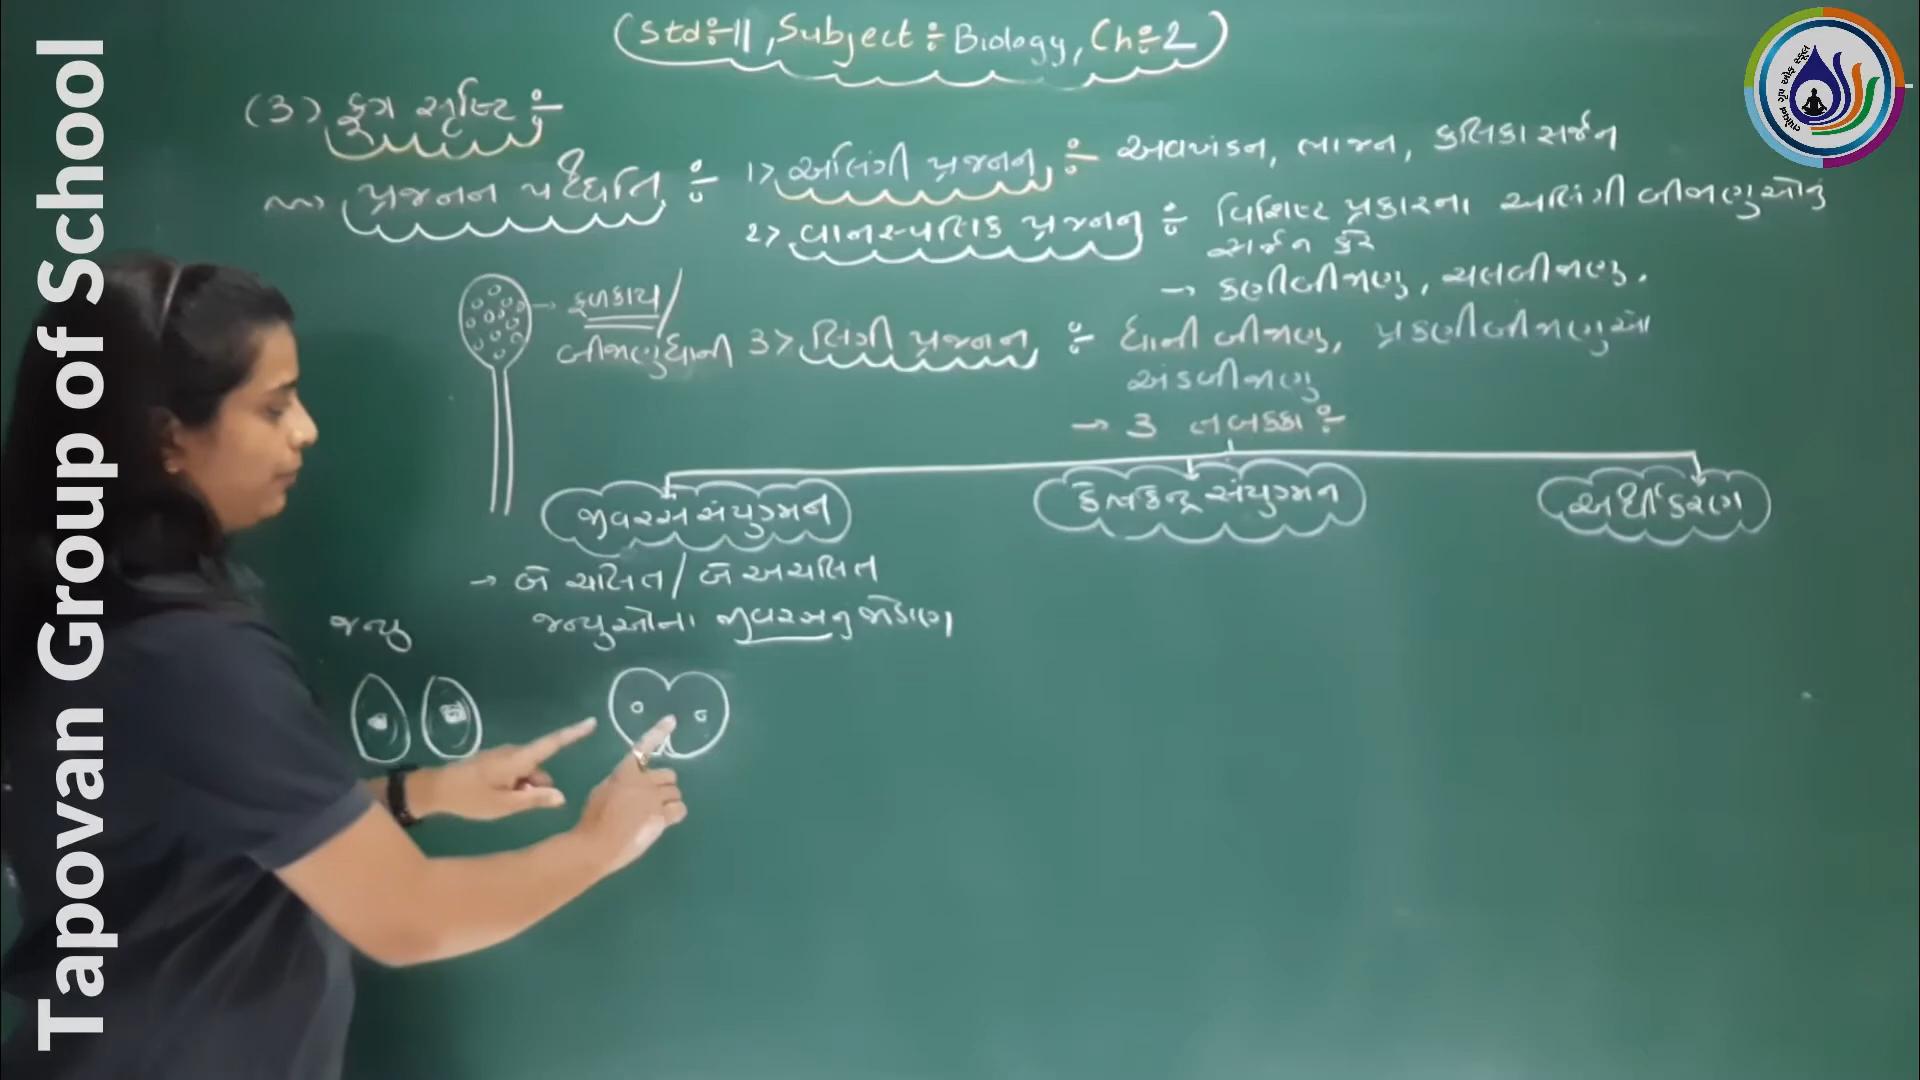 Tapovan Group of School
(Std÷-11, Subject ÷ Biology, Ch÷-2)
(3) ફુગ સૃષ્ટિ ÷
પ્રજનન પદ્ધતિ ÷
1> અલિંગી પ્રજનન ÷ અવખંડન, ભાજન, કલિકાસર્જન
2> વાનસ્પતિક પ્રજનન ÷ વિશિષ્ટ પ્રકારના અલિંગી બીજાણુઓનુ
સર્જન કરે
→ કણીબીજાણુ, ચલબીજાણુ.
→ ફળકાય/
બીજાણુધાની
3> લિંગી પ્રજનન ÷ ધાની બીજાણુ, પ્રકણીબીજાણુઓ
અંડબીજાણુ
→ 3 તબક્કા ÷
જીવરસ સંયુગ્મન
કોષકેન્દ્ર સંયુગ્મન
અર્ધીકરણ
→ બે ચલિત / બે અચલિત
જન્યુઓના જીવરસનુ જોડાણ
જન્યુ